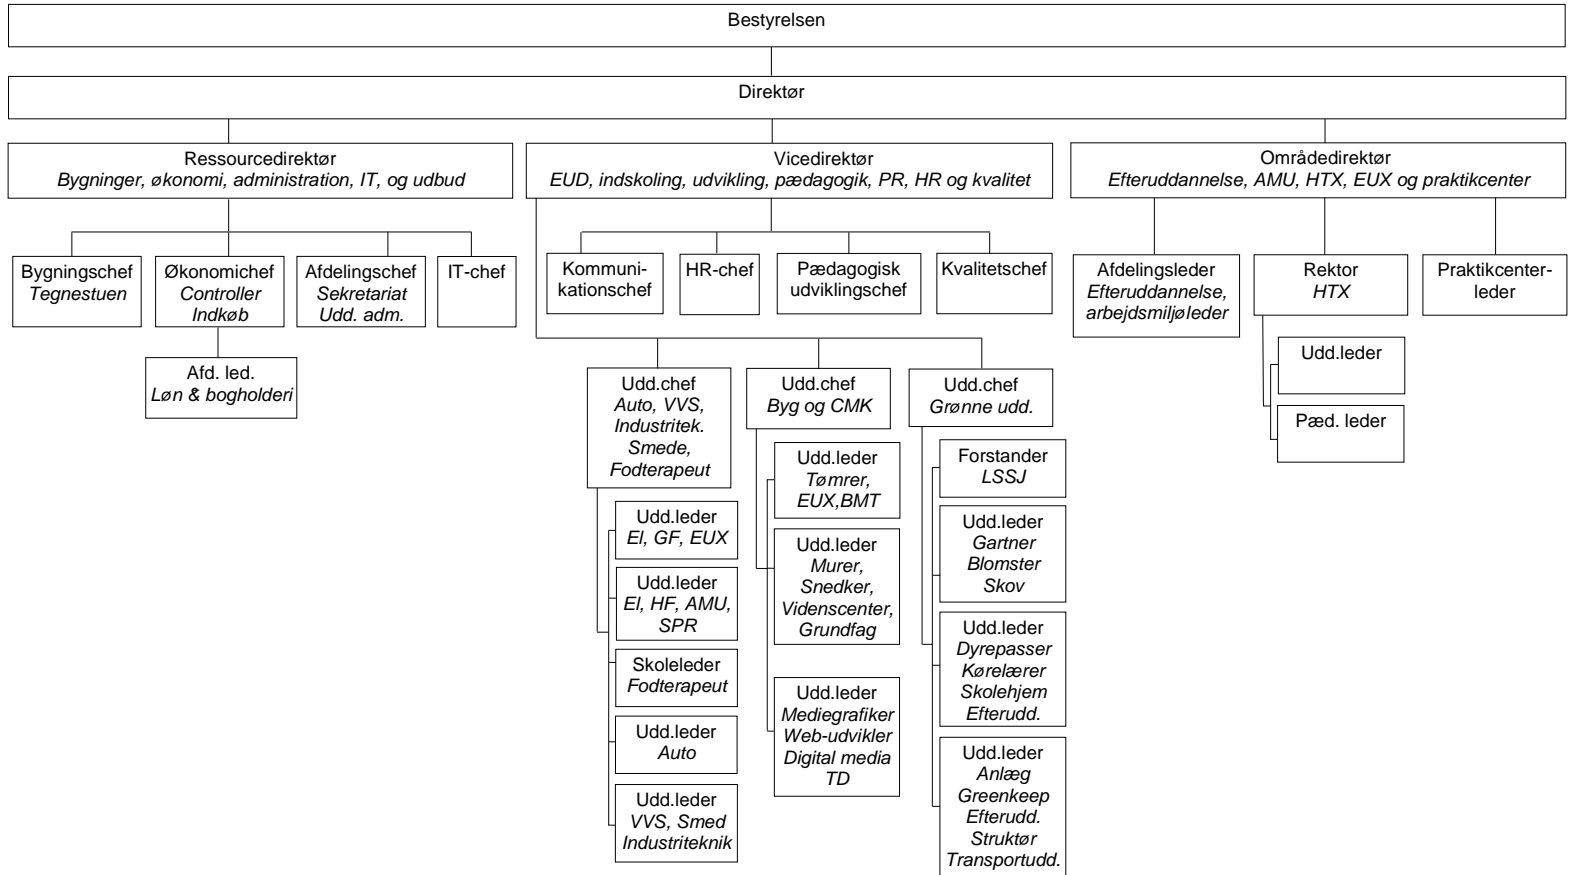 Bestyrelsen
Direktør
Ressourcedirektør
Bygninger, økonomi, administration, IT, og udbud
Vicedirektør
EUD, indskoling, udvikling, pædagogik, PR, HR og kvalitet
Områdedirektør
Efteruddannelse, AMU, HTX, EUX og praktikcenter
Bygningschef
Tegnestuen
Økonomichef
Controller
Indkøb
Afdelingschef
Sekretariat
Udd. adm.
IT-chef
Afd. led.
Løn & bogholderi
Kommuni-
kationschef
HR-chef
Pædagogisk
udviklingschef
Kvalitetschef
Afdelingsleder
Efteruddannelse,
arbejdsmiljøleder
Rektor
HTX
Praktikcenter-
leder
Udd.leder
Pæd. leder
Udd.chef
Auto, VVS,
Industritek.
Smede,
Fodterapeut
Udd.leder
El, GF, EUX
Udd.leder
El, HF, AMU,
SPR
Skoleleder
Fodterapeut
Udd.leder
Auto
Udd.leder
VVS, Smed
Industriteknik
Udd.chef
Byg og CMK
Udd.leder
Tømrer,
EUX,BMT
Udd.leder
Murer,
Snedker,
Videnscenter,
Grundfag
Udd.leder
Mediegrafiker
Web-udvikler
Digital media
TD
Udd.chef
Grønne udd.
Forstander
LSSJ
Udd.leder
Gartner
Blomster
Skov
Udd.leder
Dyrepasser
Kørelærer
Skolehjem
Efterudd.
Udd.leder
Anlæg
Greenkeep
Efterudd.
Struktør
Transportudd.